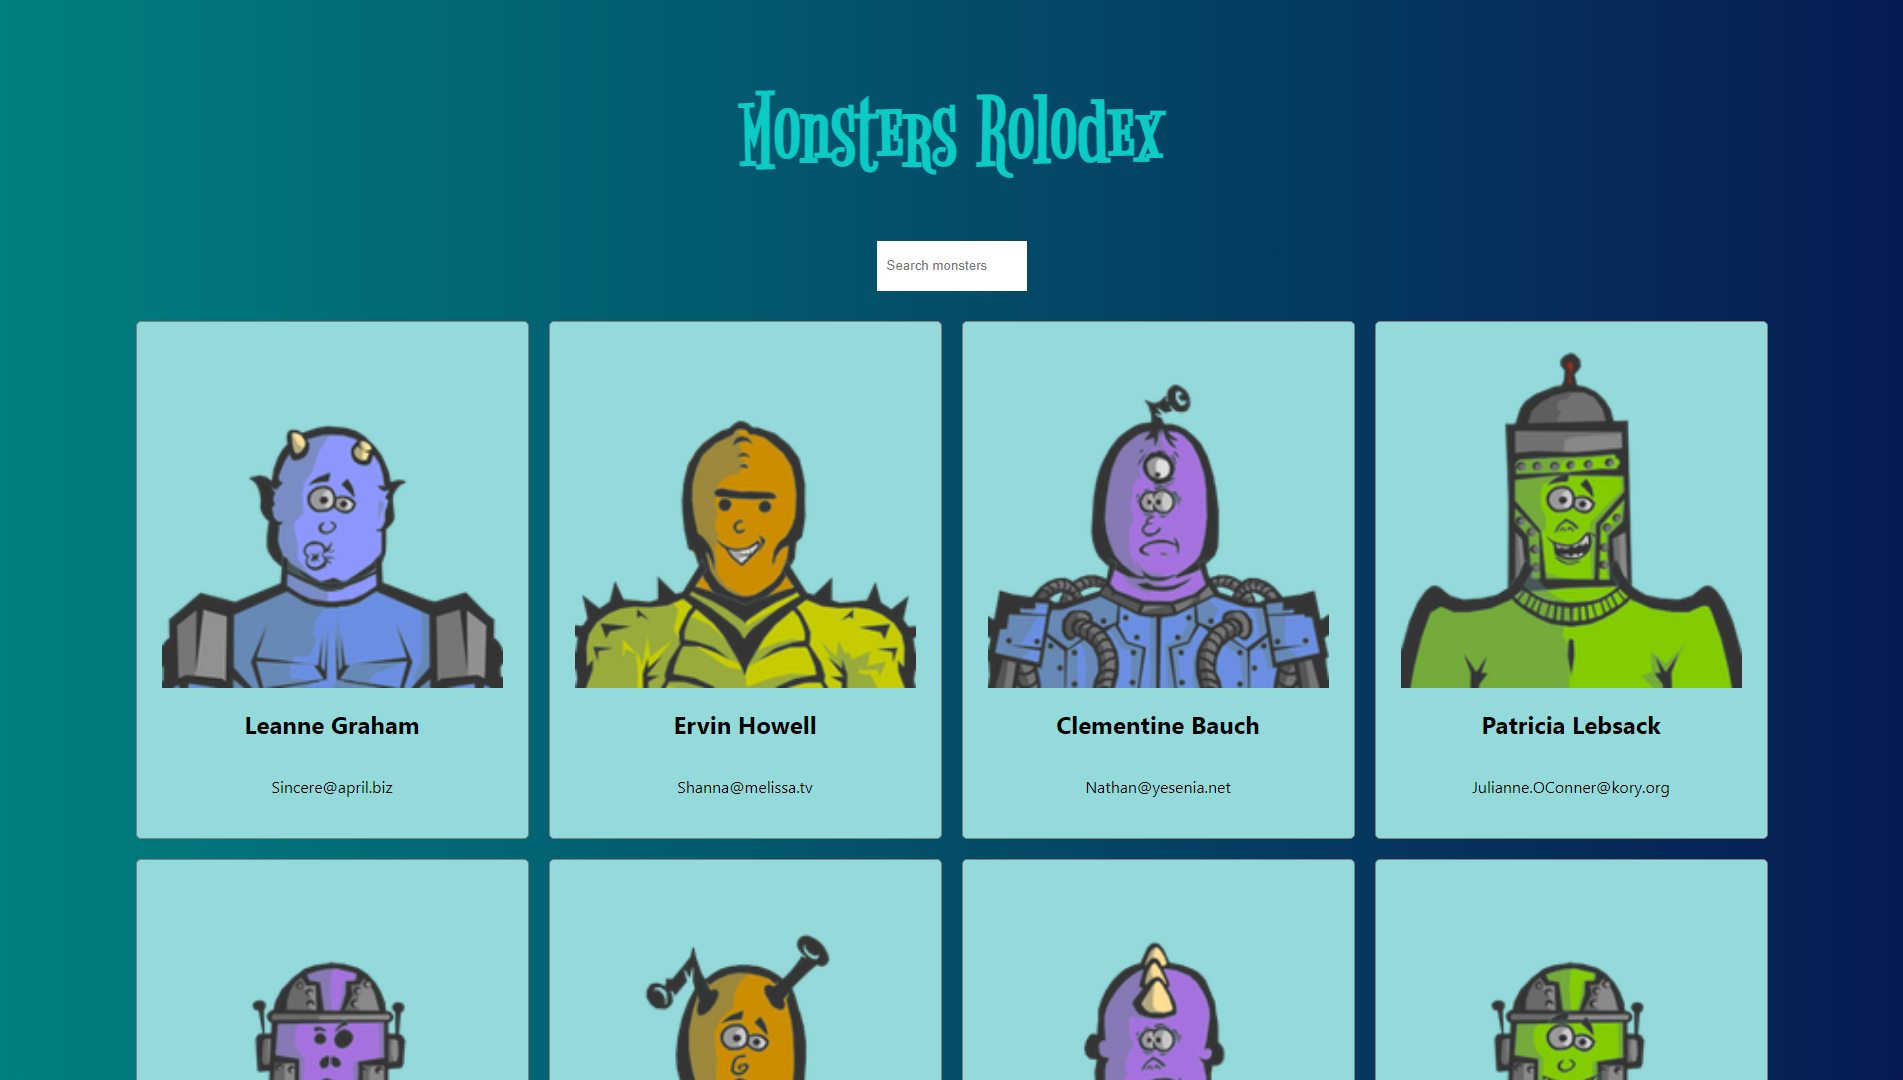 Monsters Rolodex
Search monsters
Leanne Graham
Sincere@april.biz
Ervin Howell
Shanna@melissa.tv
Clementine Bauch
Nathan@yesenia.net
Patricia Lebsack
Julianne.OConner@kory.org